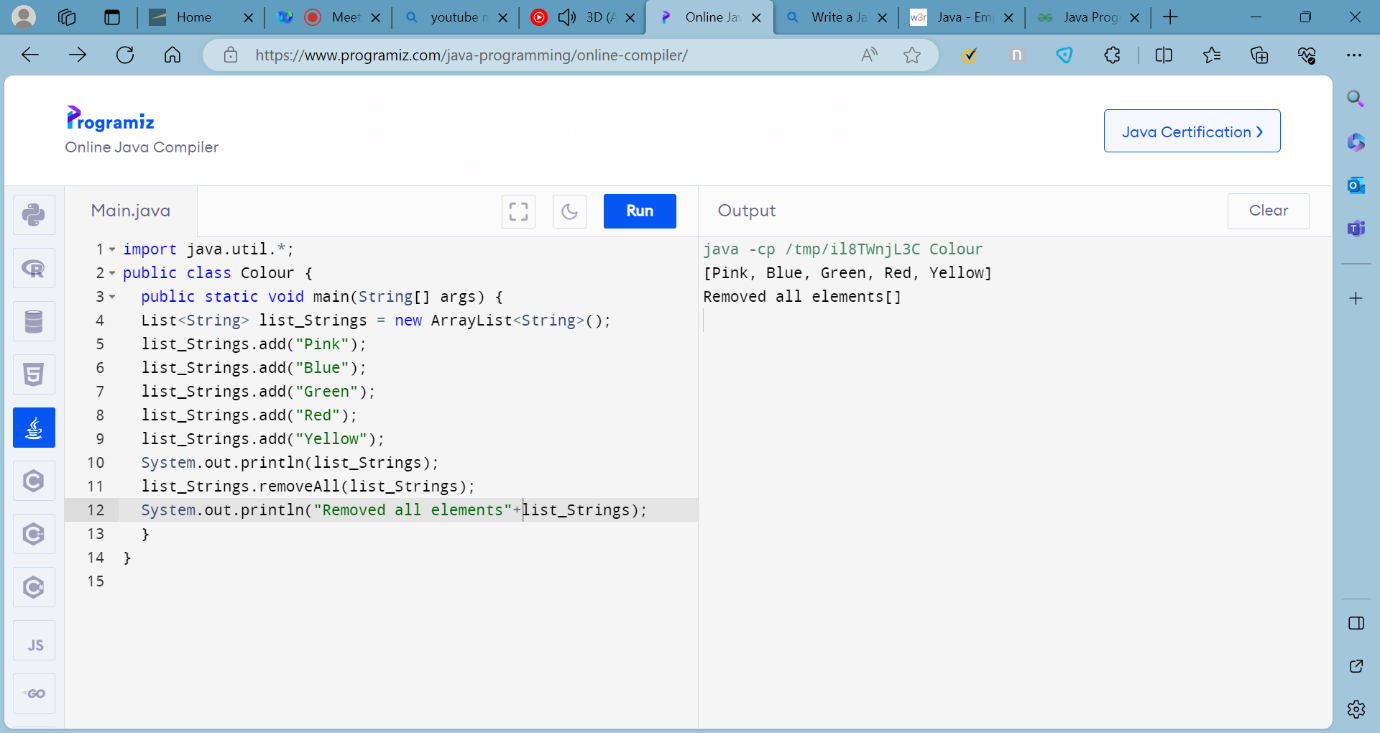 Home
Meet
youtube m
3D (A
Online Jav
Write a Ja
w3r
Java - Em
Java Prog
https://www.programiz.com/java-programming/online-compiler/
Programiz
Online Java Compiler
Java Certification >
Main.java
Run
Output
Clear
1 import java.util.*;
2 public class Colour {
3 public static void main(String[] args) {
4 List<String> list_Strings = new ArrayList<String>();
5 list_Strings.add("Pink");
6 list_Strings.add("Blue");
7 list_Strings.add("Green");
8 list_Strings.add("Red");
9 list_Strings.add("Yellow");
10 System.out.println(list_Strings);
11 list_Strings.removeAll(list_Strings);
12 System.out.println("Removed all elements"+list_Strings);
13 }
14 }
15
java -cp /tmp/il8TWnjL3C Colour
[Pink, Blue, Green, Red, Yellow]
Removed all elements[]
R
5
C
C
C
JS
GO